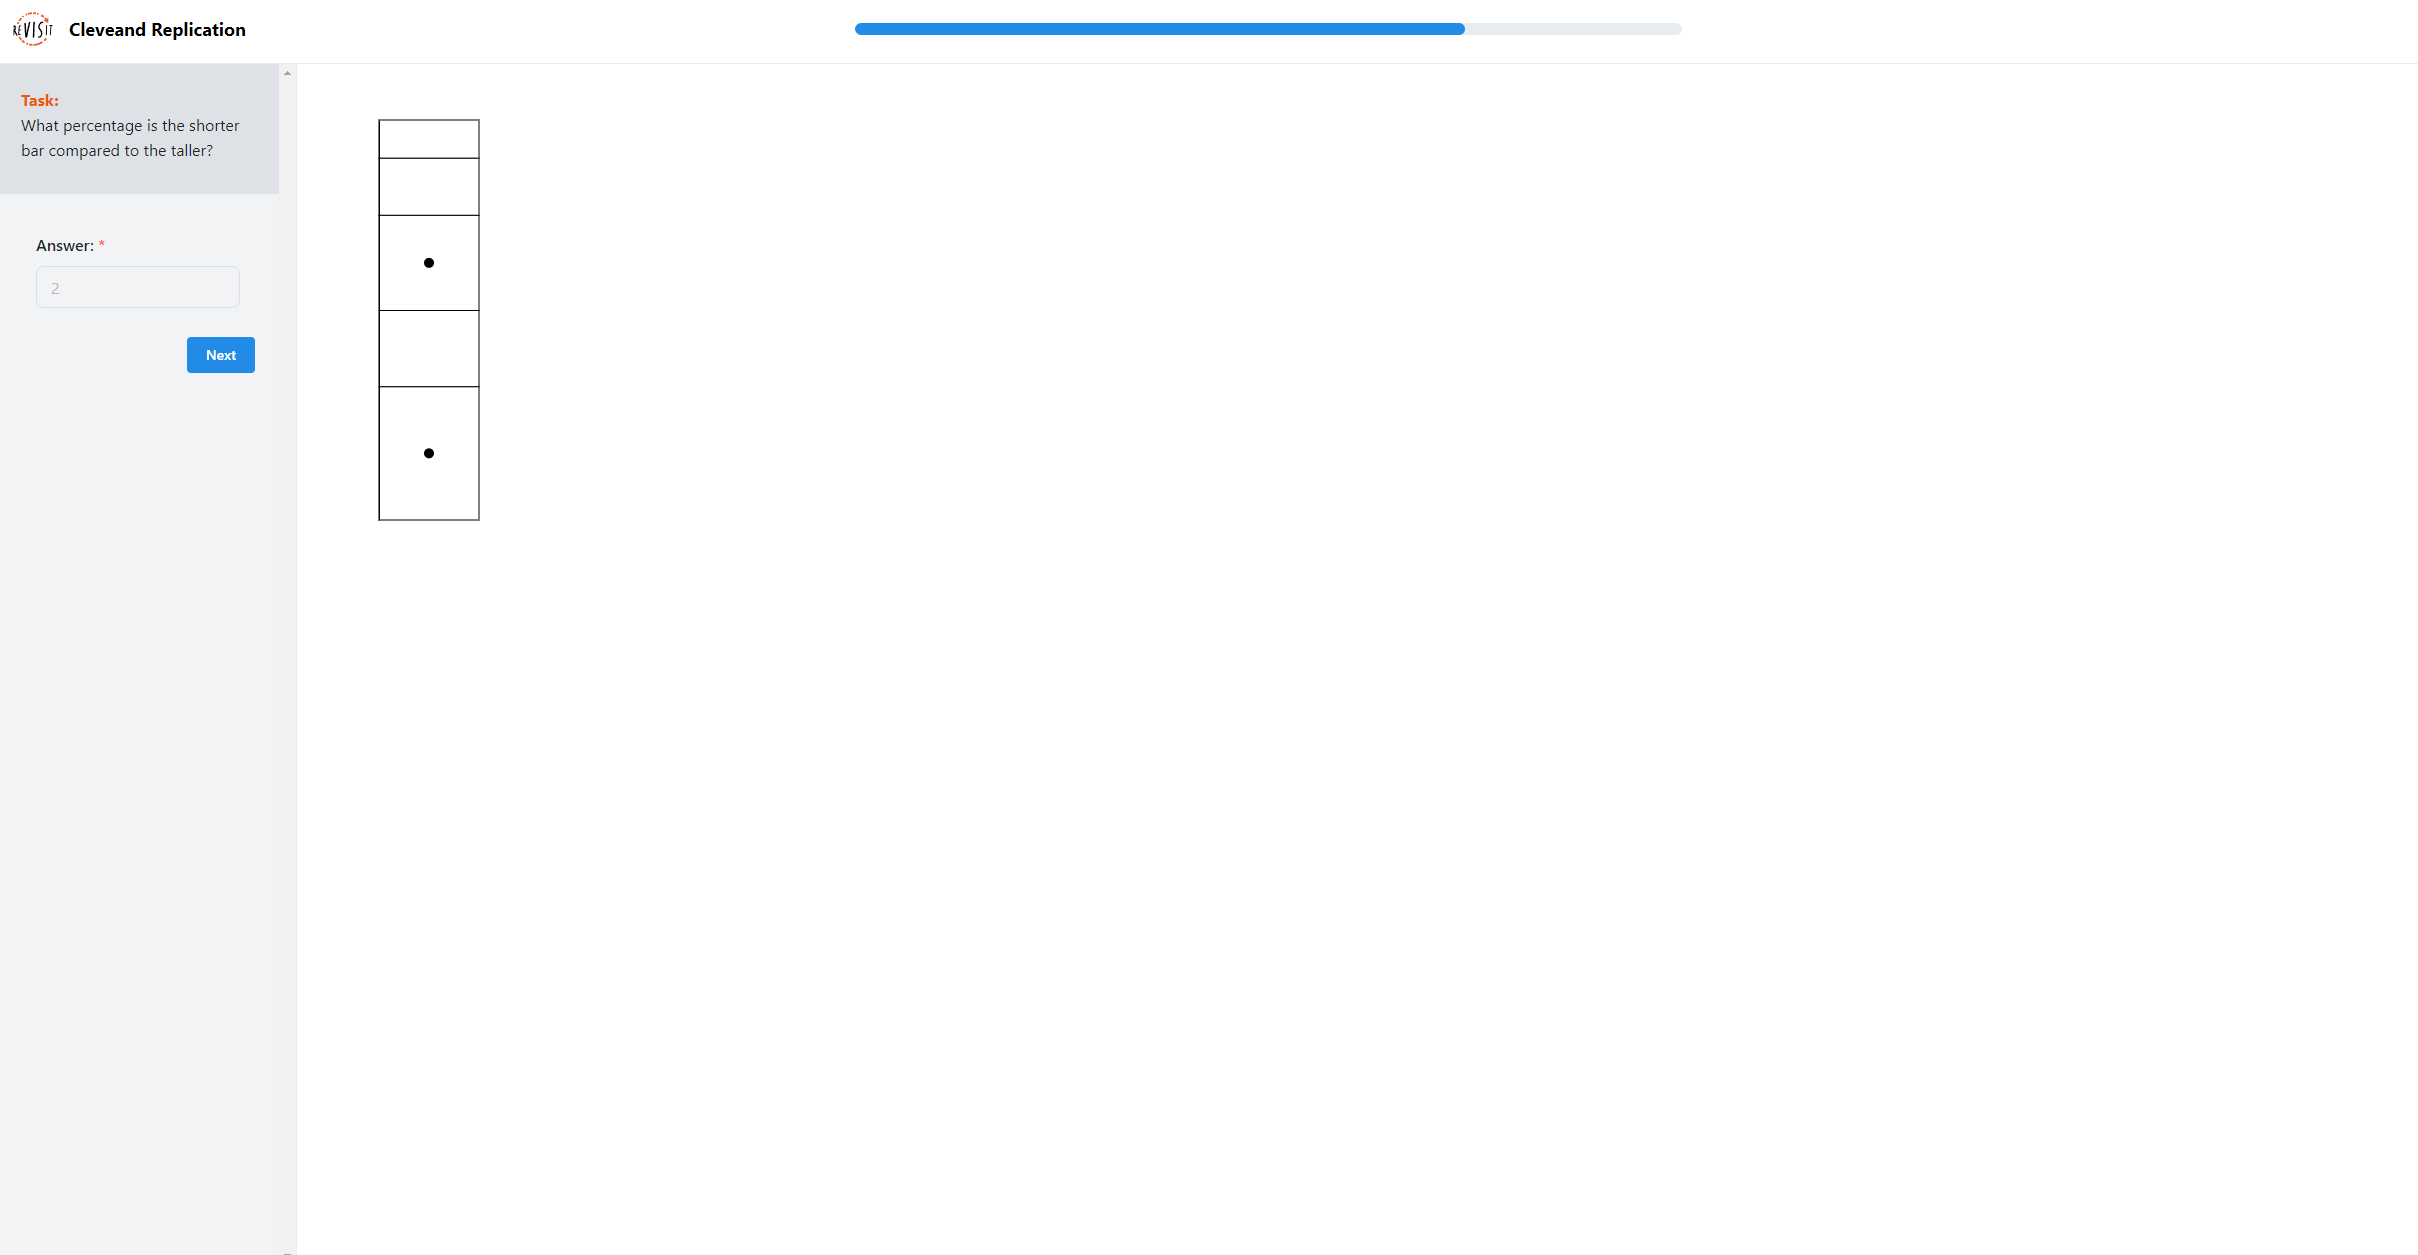 REVISIT
Cleveand Replication
Task:
What percentage is the shorter
bar compared to the taller?
Answer: *
2
Next